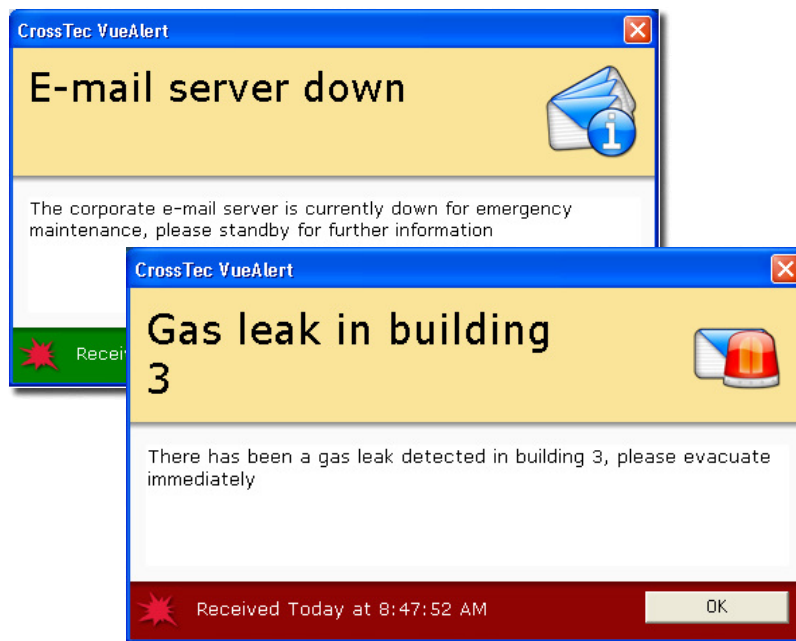 CrossTec VueAlert
E-mail server down
The corporate e-mail server is currently down for emergency
maintenance, please standby for further information
CrossTec VueAlert
Gas leak in building
3
There has been a gas leak detected in building 3, please evacuate
immediately
Received Today at 8:47:52 AM
OK